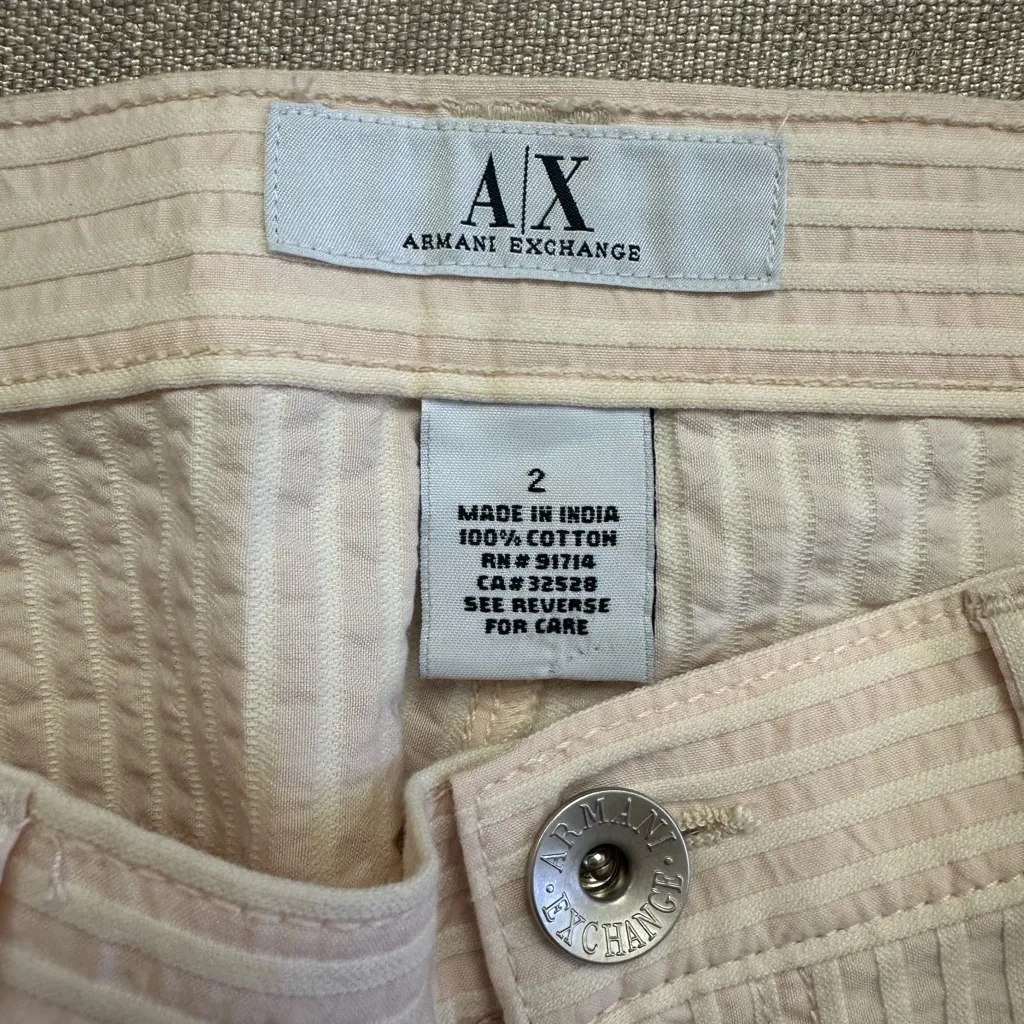 A|X
ARMANI EXCHANGE
2
MADE IN INDIA
100% COTTON
RN# 91714
CA# 32528
SEE REVERSE
FOR CARE
·ARMANI·
EXCHANGE